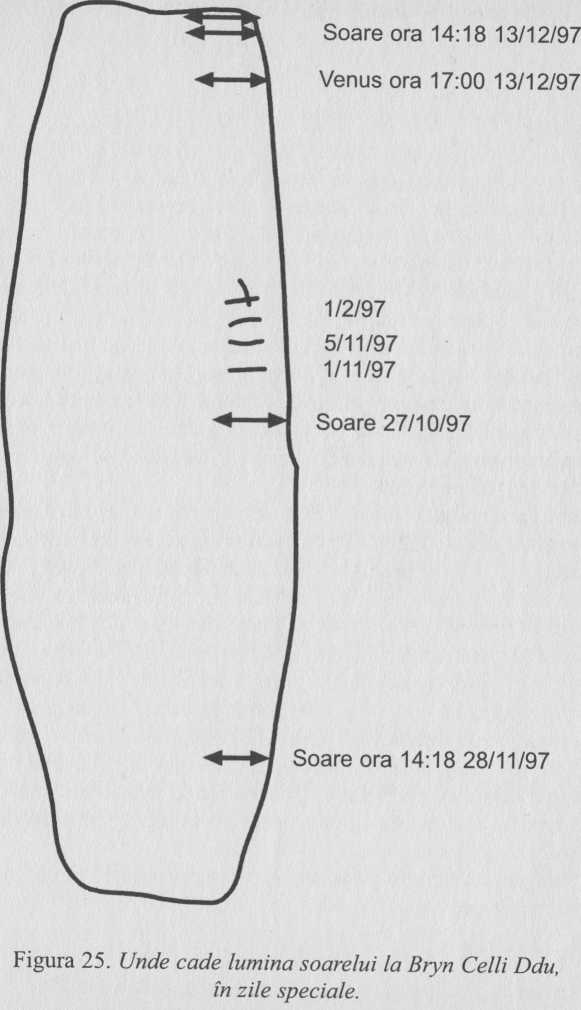 Soare ora 14:18 13/12/97
Venus ora 17:00 13/12/97
1/2/97
5/11/97
1/11/97
Soare 27/10/97
Soare ora 14:18 28/11/97
Figura 25. Unde cade lumina soarelui la Bryn Celli Ddu,
în zile speciale.